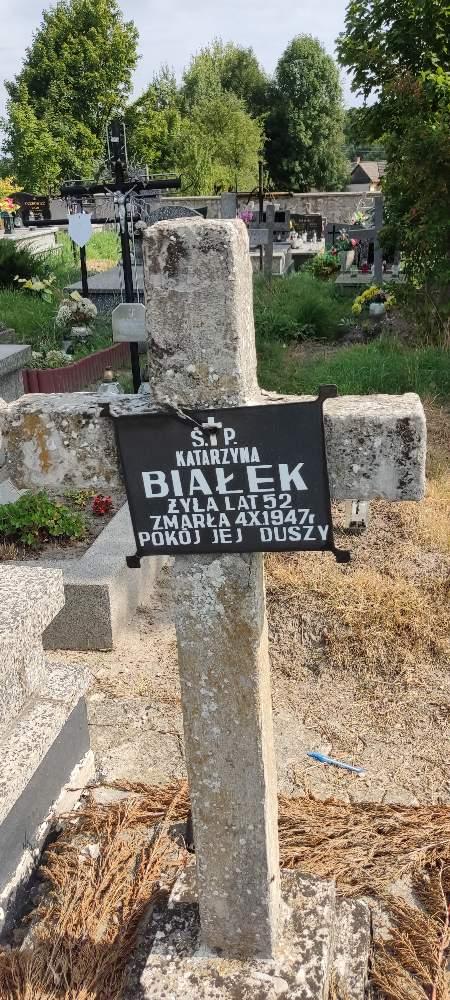 Ś.P.
KATARZYNA
BIAŁEK
ŻYŁA LAT 52
ZMARŁA 4X1947r
POKÓJ JEJ DUSZY